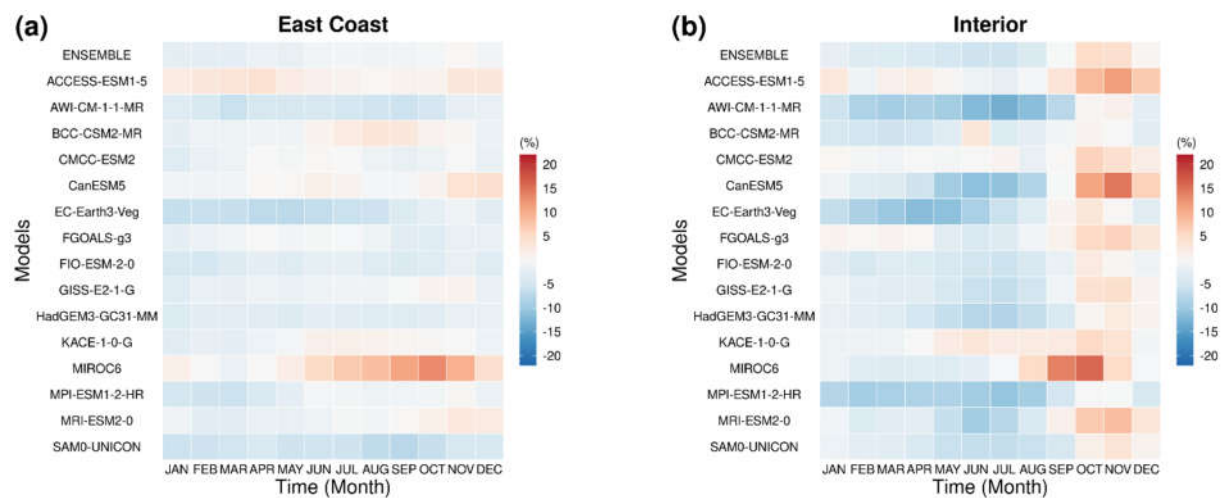 (a) East Coast
ENSEMBLE
ACCESS-ESM1-5
AWI-CM-1-1-MR
BCC-CSM2-MR
CMCC-ESM2
CanESM5
EC-Earth3-Veg
FGOALS-g3
FIO-ESM-2-0
GISS-E2-1-G
HadGEM3-GC31-MM
KACE-1-0-G
MIROC6
MPI-ESM1-2-HR
MRI-ESM2-0
SAM0-UNICON
Models
JAN FEB MAR APR MAY JUN JUL AUG SEP OCT NOV DEC
Time (Month)
(%)
20
15
10
5
-5
-10
-15
-20
(b) Interior
ENSEMBLE
ACCESS-ESM1-5
AWI-CM-1-1-MR
BCC-CSM2-MR
CMCC-ESM2
CanESM5
EC-Earth3-Veg
FGOALS-g3
FIO-ESM-2-0
GISS-E2-1-G
HadGEM3-GC31-MM
KACE-1-0-G
MIROC6
MPI-ESM1-2-HR
MRI-ESM2-0
SAM0-UNICON
Models
JAN FEB MAR APR MAY JUN JUL AUG SEP OCT NOV DEC
Time (Month)
(%)
20
15
10
5
-5
-10
-15
-20